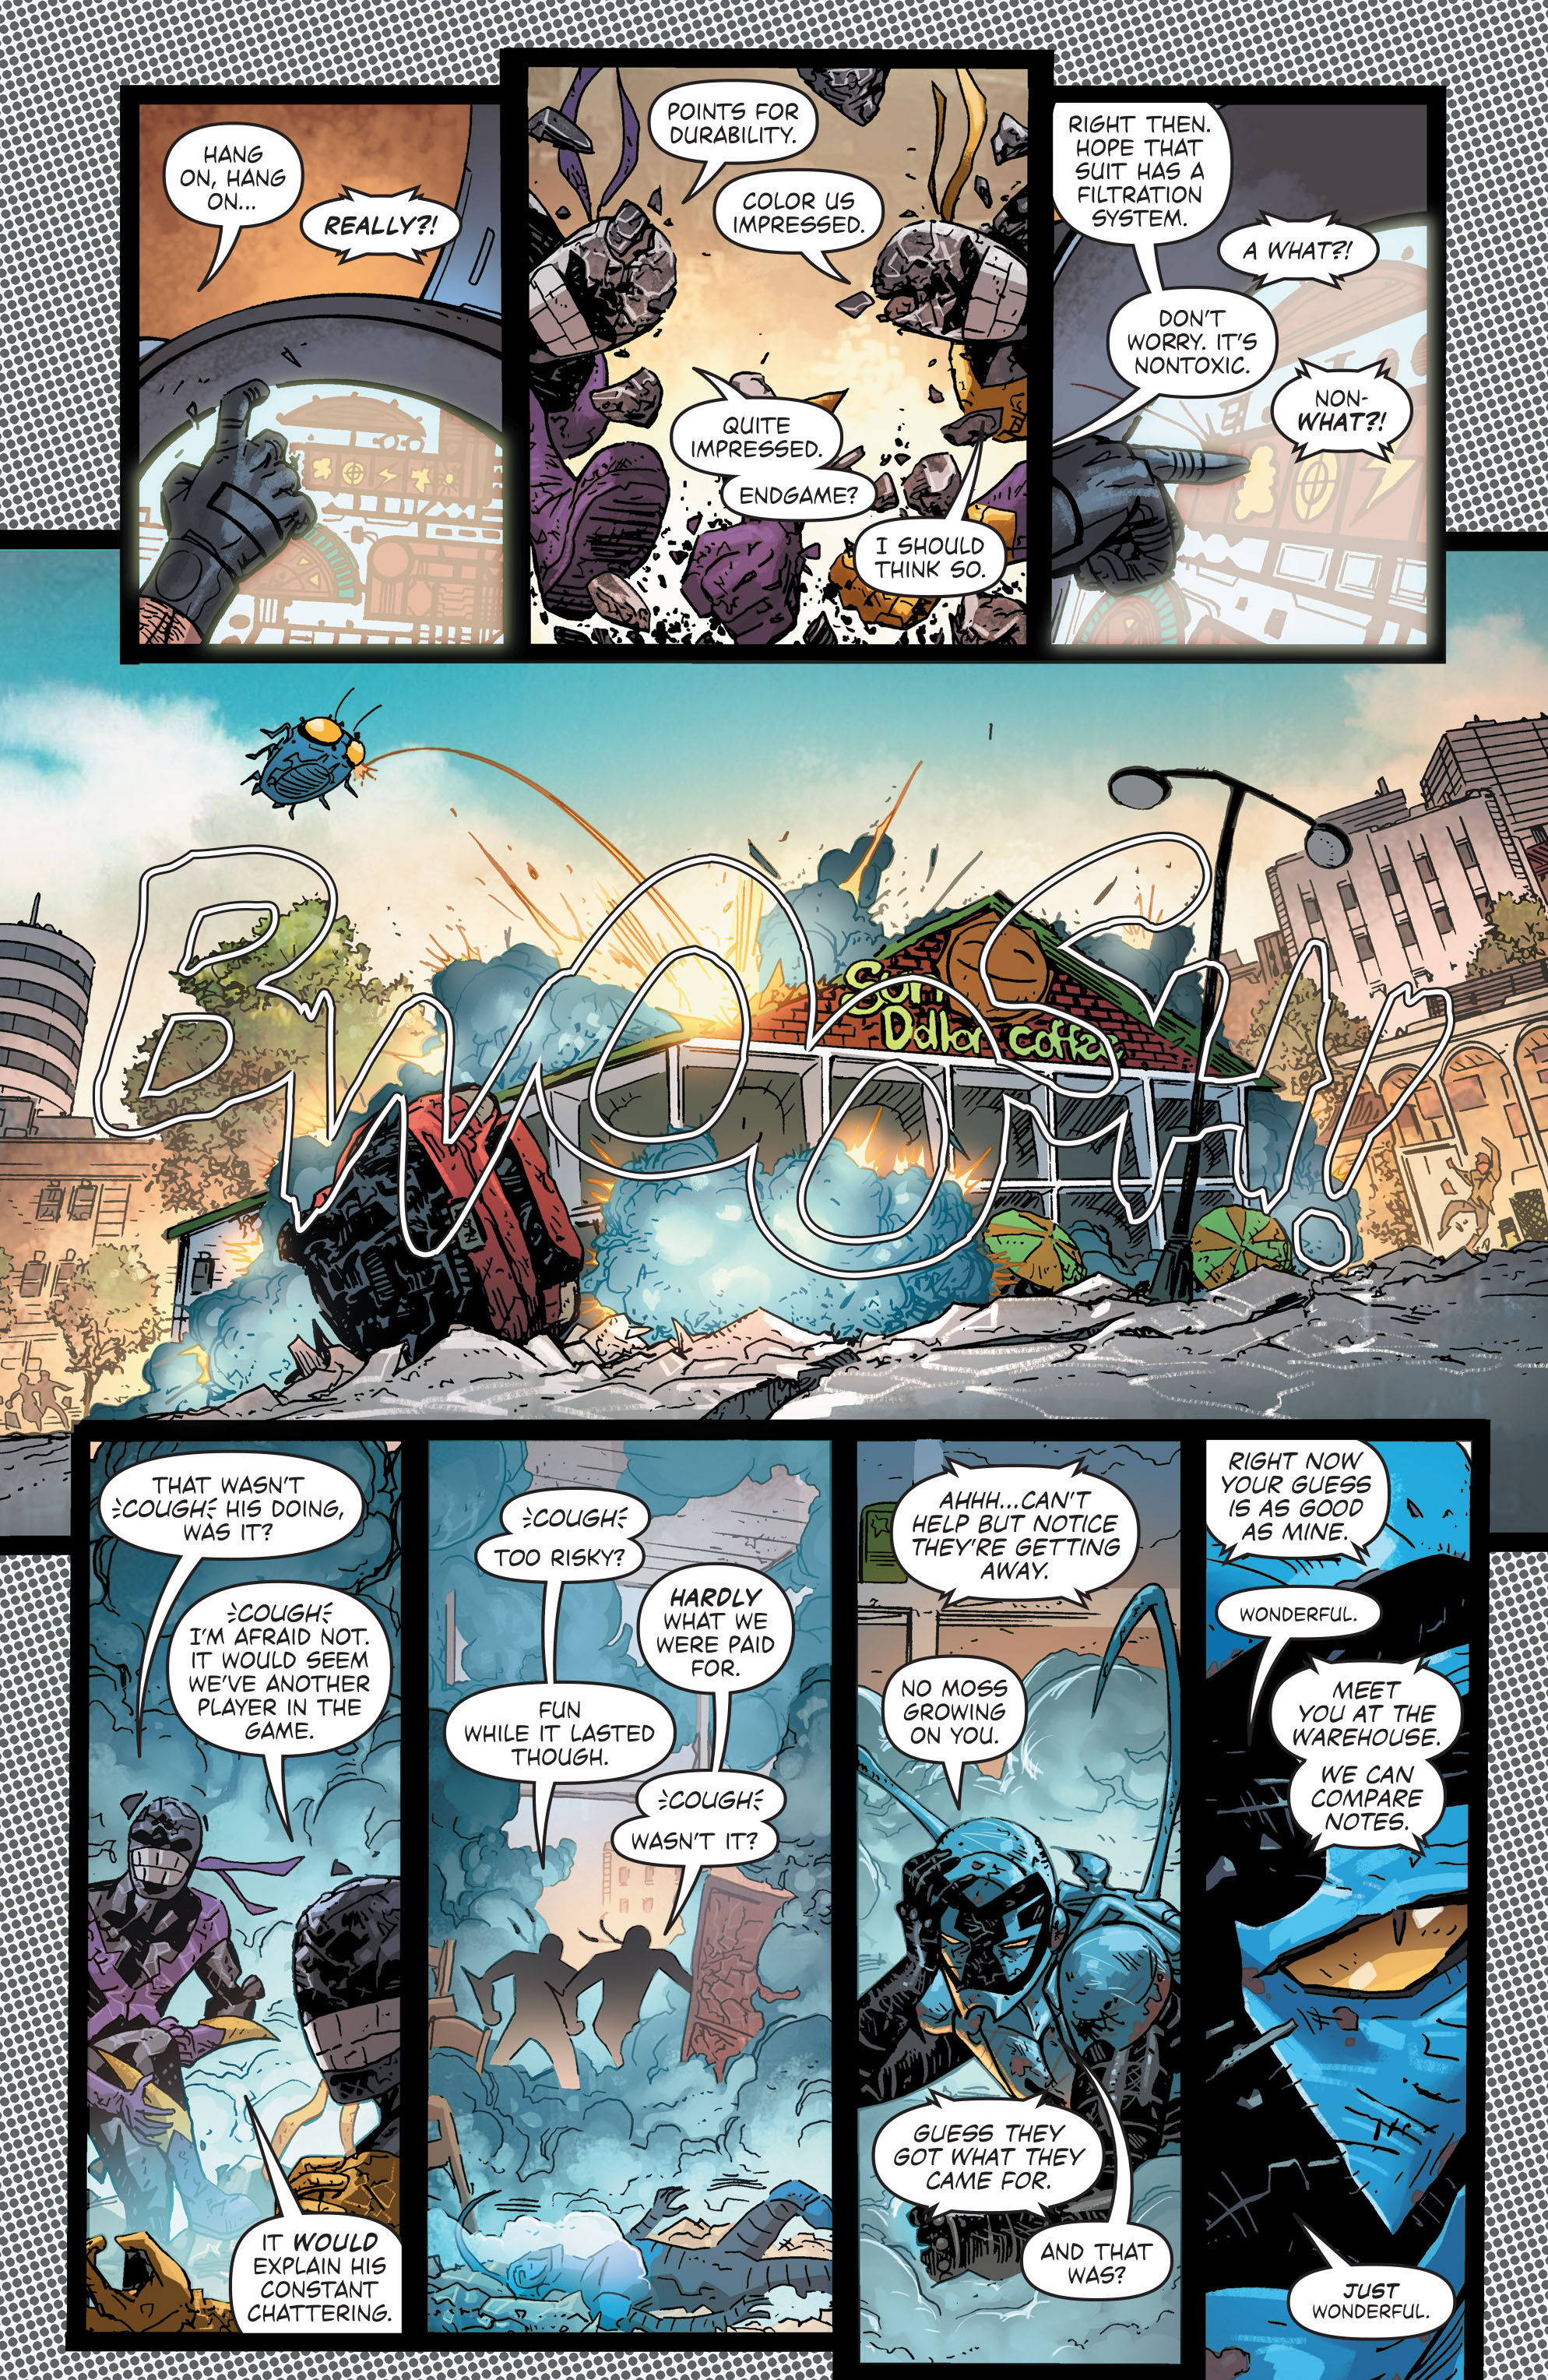 HANG
ON, HANG
ON...
REALLY?!
POINTS FOR
DURABILITY.
COLOR US
IMPRESSED.
QUITE
IMPRESSED.
ENDGAME?
I SHOULD
THINK SO.
RIGHT THEN.
HOPE THAT
SUIT HAS A
FILTRATION
SYSTEM.
A WHAT?!
DON'T
WORRY. IT'S
NONTOXIC.
NON-
WHAT?!
BWOOSH!!
Dollar Coffee
THAT WASN'T
COUGH HIS DOING,
WAS IT?
COUGH
I'M AFRAID NOT.
IT WOULD SEEM
WE'VE ANOTHER
PLAYER IN THE
GAME.
IT WOULD
EXPLAIN HIS
CONSTANT
CHATTERING.
COUGH
TOO RISKY?
HARDLY
WHAT WE
WERE PAID
FOR.
FUN
WHILE IT LASTED
THOUGH.
COUGH
WASN'T IT?
AHHH...CAN'T
HELP BUT NOTICE
THEY'RE GETTING
AWAY.
NO MOSS
GROWING
ON YOU.
GUESS THEY
GOT WHAT THEY
CAME FOR.
AND THAT
WAS?
RIGHT NOW
YOUR GUESS
IS AS GOOD
AS MINE.
WONDERFUL.
MEET
YOU AT THE
WAREHOUSE.
WE CAN
COMPARE
NOTES.
JUST
WONDERFUL.